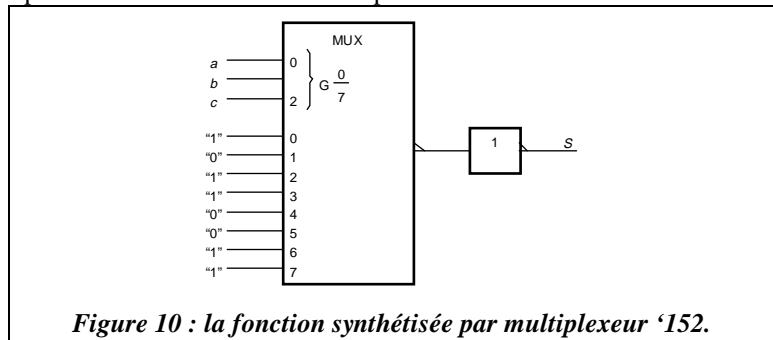 MUX
a
0
b
G 0/7
c
2
"1" 0
"0" 1
"1" 2
"1" 3
"0" 4
"0" 5
"1" 6
"1" 7
1
S
Figure 10 : la fonction synthétisée par multiplexeur ‘152.